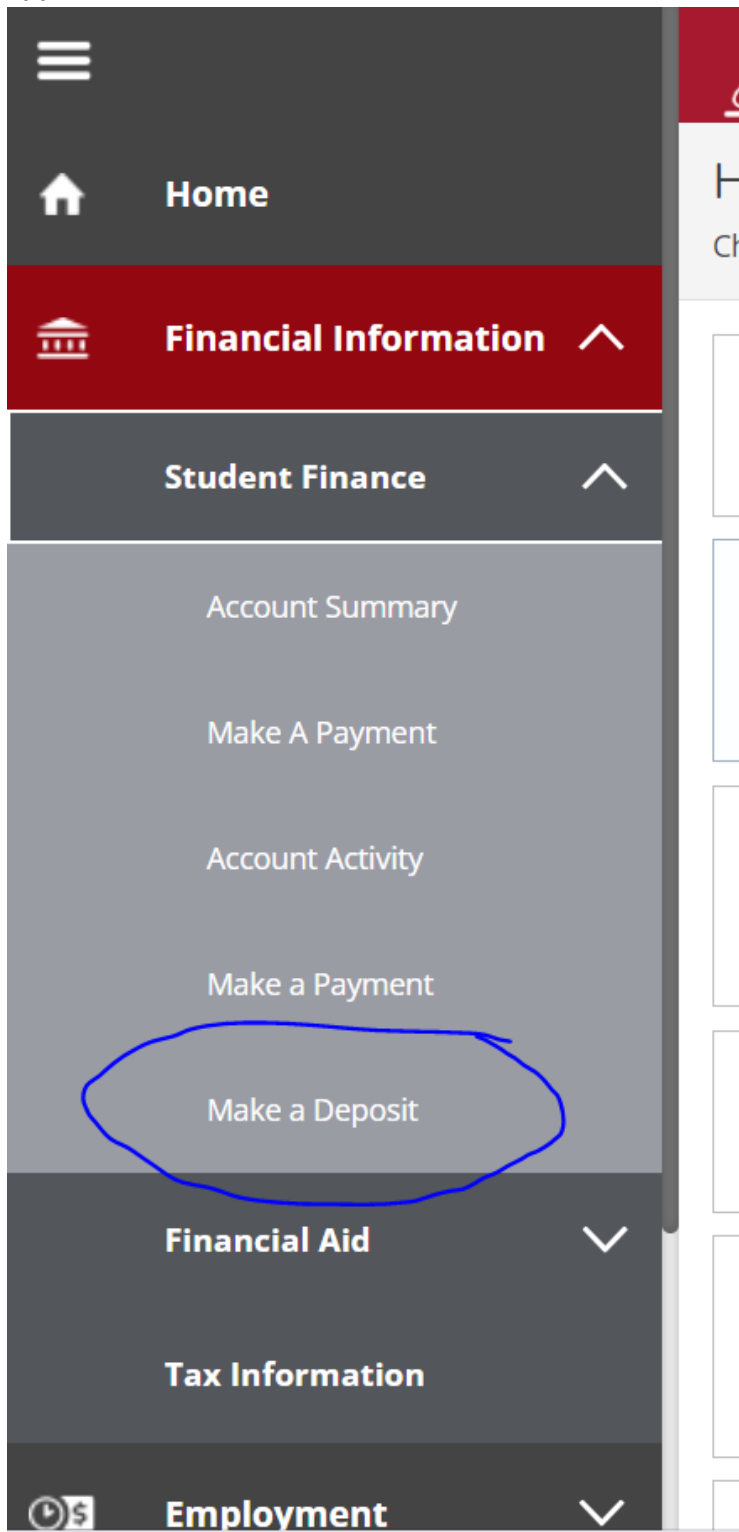 Home
Financial Information
Student Finance
Account Summary
Make A Payment
Account Activity
Make a Payment
Make a Deposit
Financial Aid
Tax Information
Employment